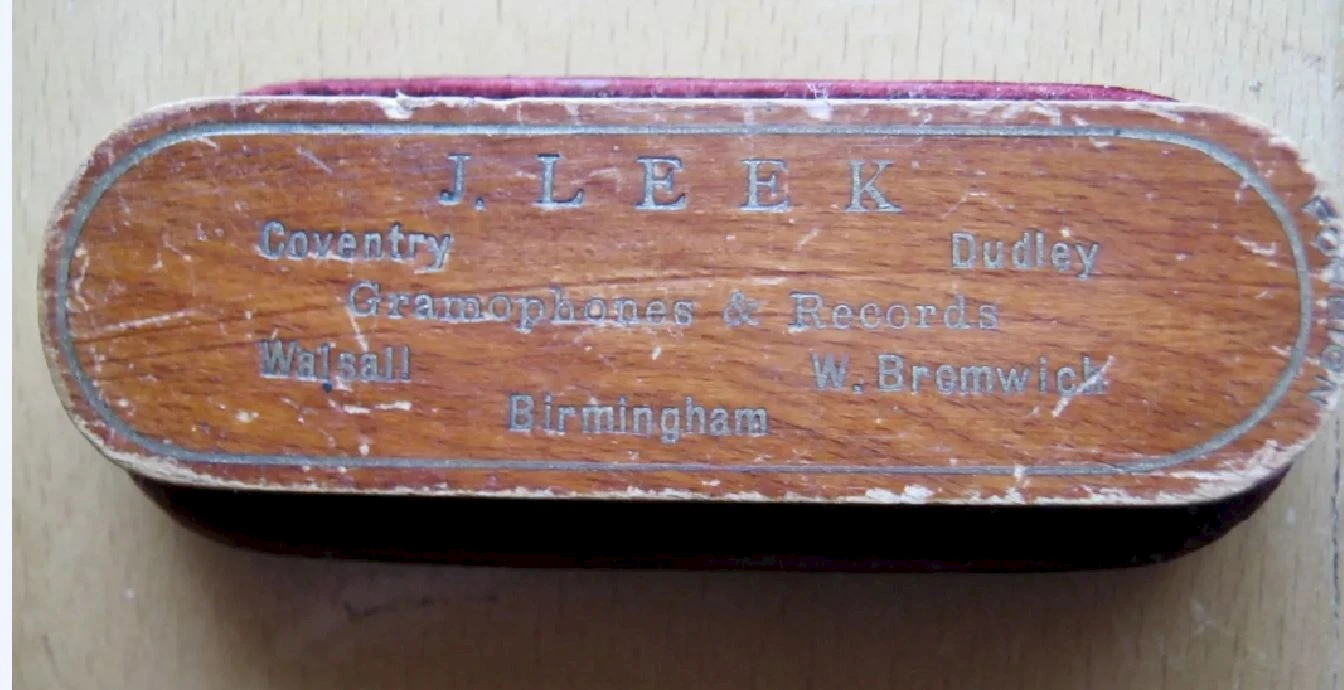 J. LEEK
Coventry Dudley
Gramophones & Records
Walsall W. Bromwich
Birmingham